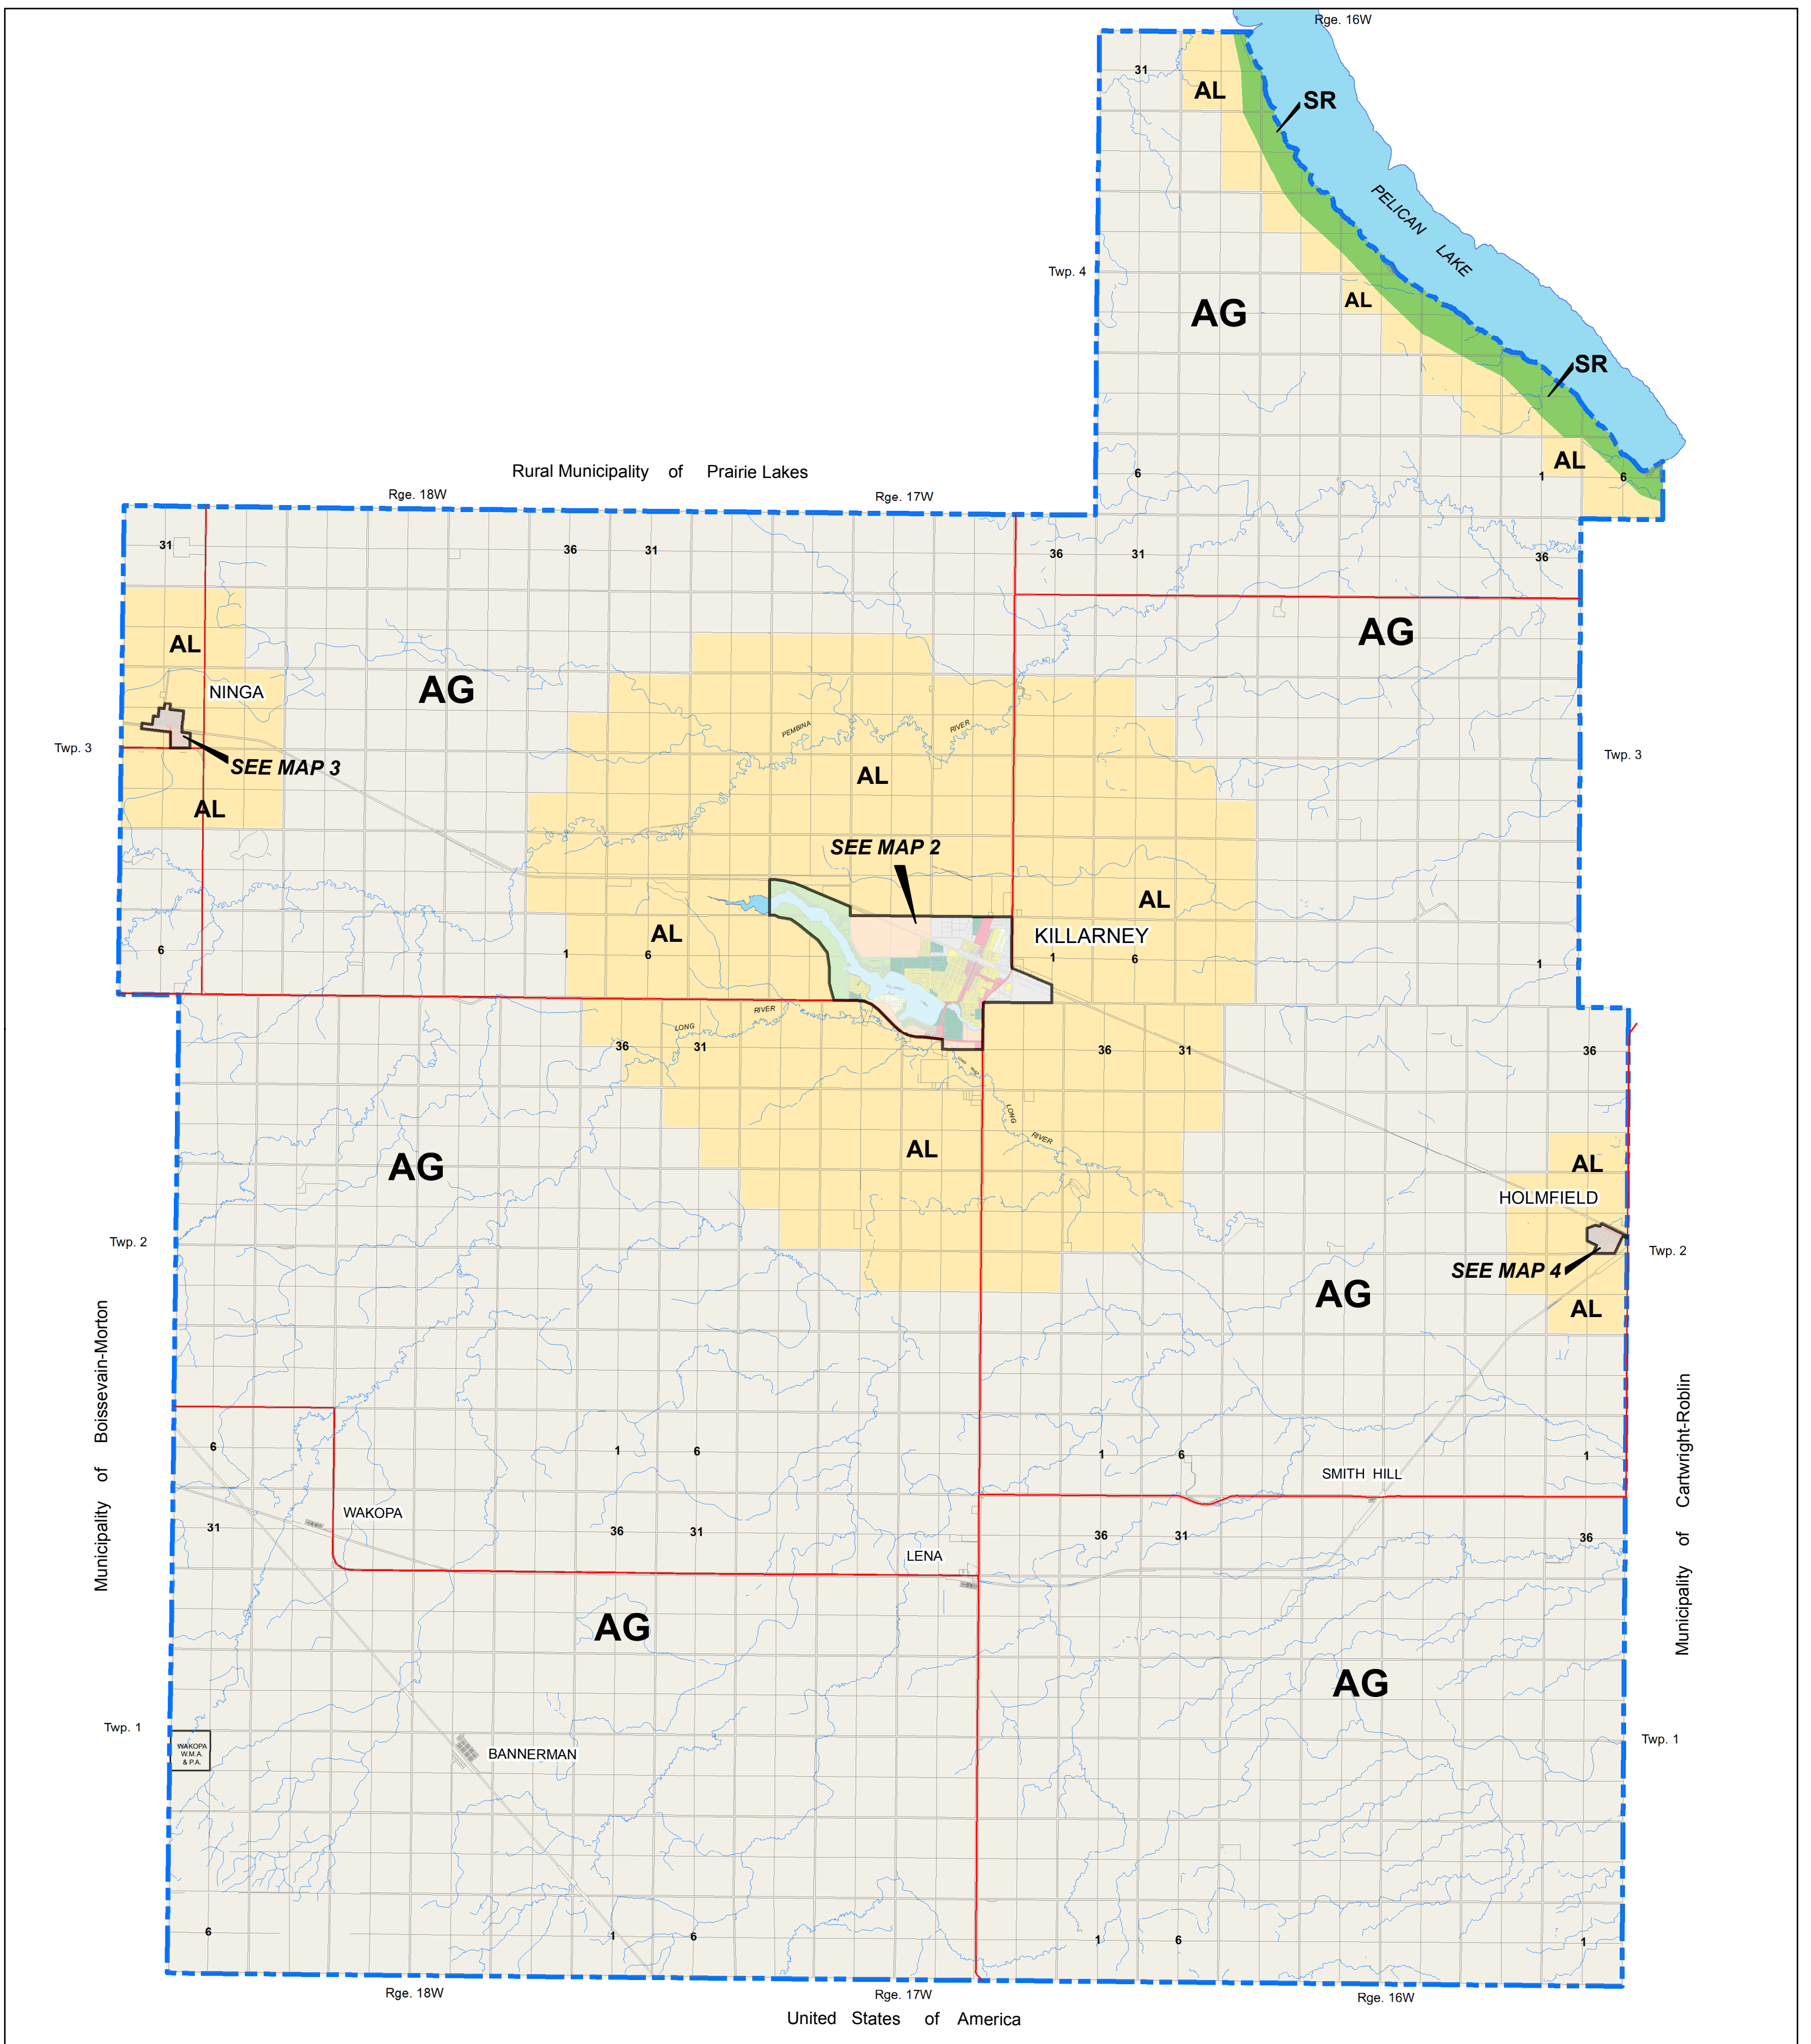 Rge. 16W
31
AL
SR
PELICAN LAKE
Twp. 4
AL
AG
SR
AL
6
1
6
Rural Municipality of Prairie Lakes
Rge. 18W
Rge. 17W
31
36
31
36
31
36
AG
AL
NINGA
AG
PEMBINA RIVER
Twp. 3
SEE MAP 3
AL
Twp. 3
AL
SEE MAP 2
AL
AL
KILLARNEY
6
1
6
1
6
1
LONG RIVER
36
31
36
31
36
LONG RIVER
AL
AG
AL
HOLMFIELD
Twp. 2
Twp. 2
SEE MAP 4
AG
AL
Municipality of Boissevain-Morton
Municipality of Cartwright-Roblin
6
1
6
1
6
1
SMITH HILL
WAKOPA
31
36
31
36
31
36
LENA
AG
AG
Twp. 1
WAKOPA
W.M.A.
& P.A.
BANNERMAN
Twp. 1
6
1
6
1
6
1
Rge. 18W
Rge. 17W
Rge. 16W
United States of America